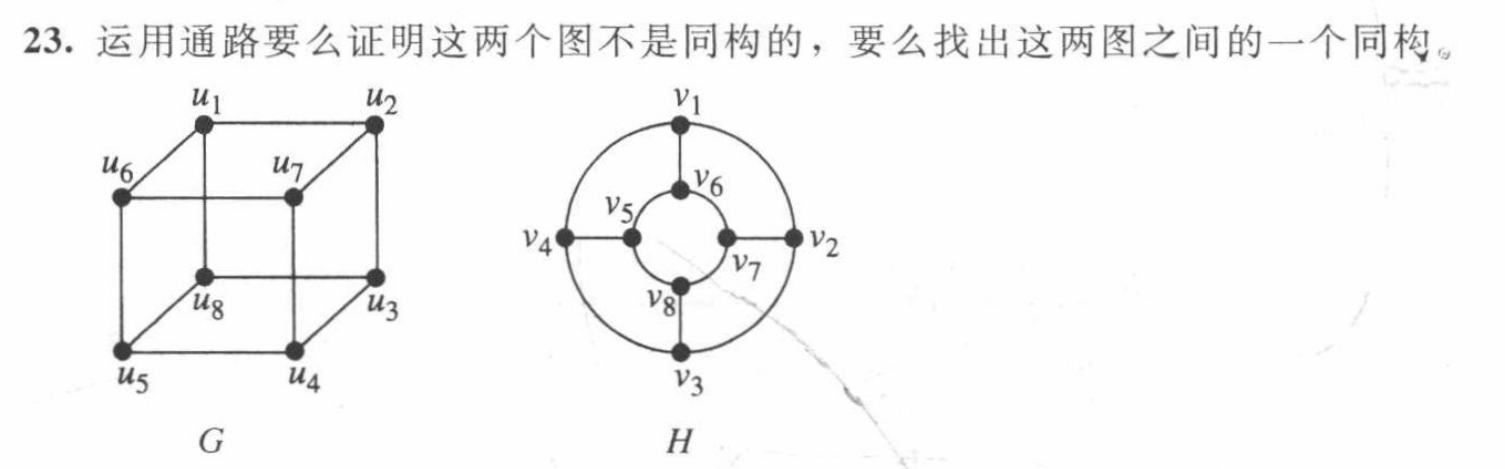 23. 运用通路要么证明这两个图不是同构的，要么找出这两图之间的一个同构。
u1 u2 v1
u6 u7 v6
v5
v4 v7 v2
u8 u3 v8
u5 u4 v3
G H